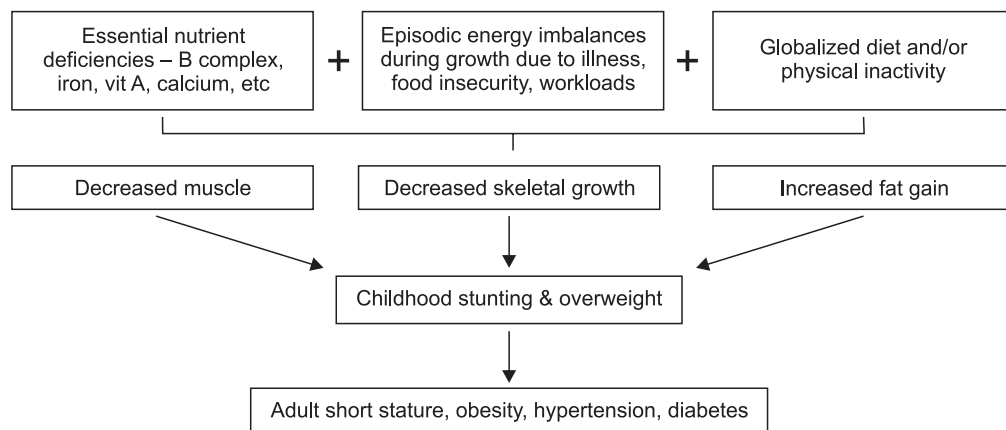 Essential nutrient
deficiencies – B complex,
iron, vit A, calcium, etc
+
Episodic energy imbalances
during growth due to illness,
food insecurity, workloads
+
Globalized diet and/or
physical inactivity
Decreased muscle
Decreased skeletal growth
Increased fat gain
Childhood stunting & overweight
Adult short stature, obesity, hypertension, diabetes